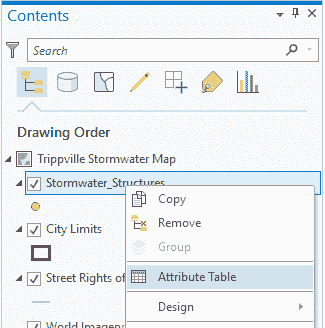 Contents
Search
Drawing Order
Trippville Stormwater Map
Stormwater_Structures
Copy
Remove
City Limits
Group
Attribute Table
Street Rights of
Design
World Imagery